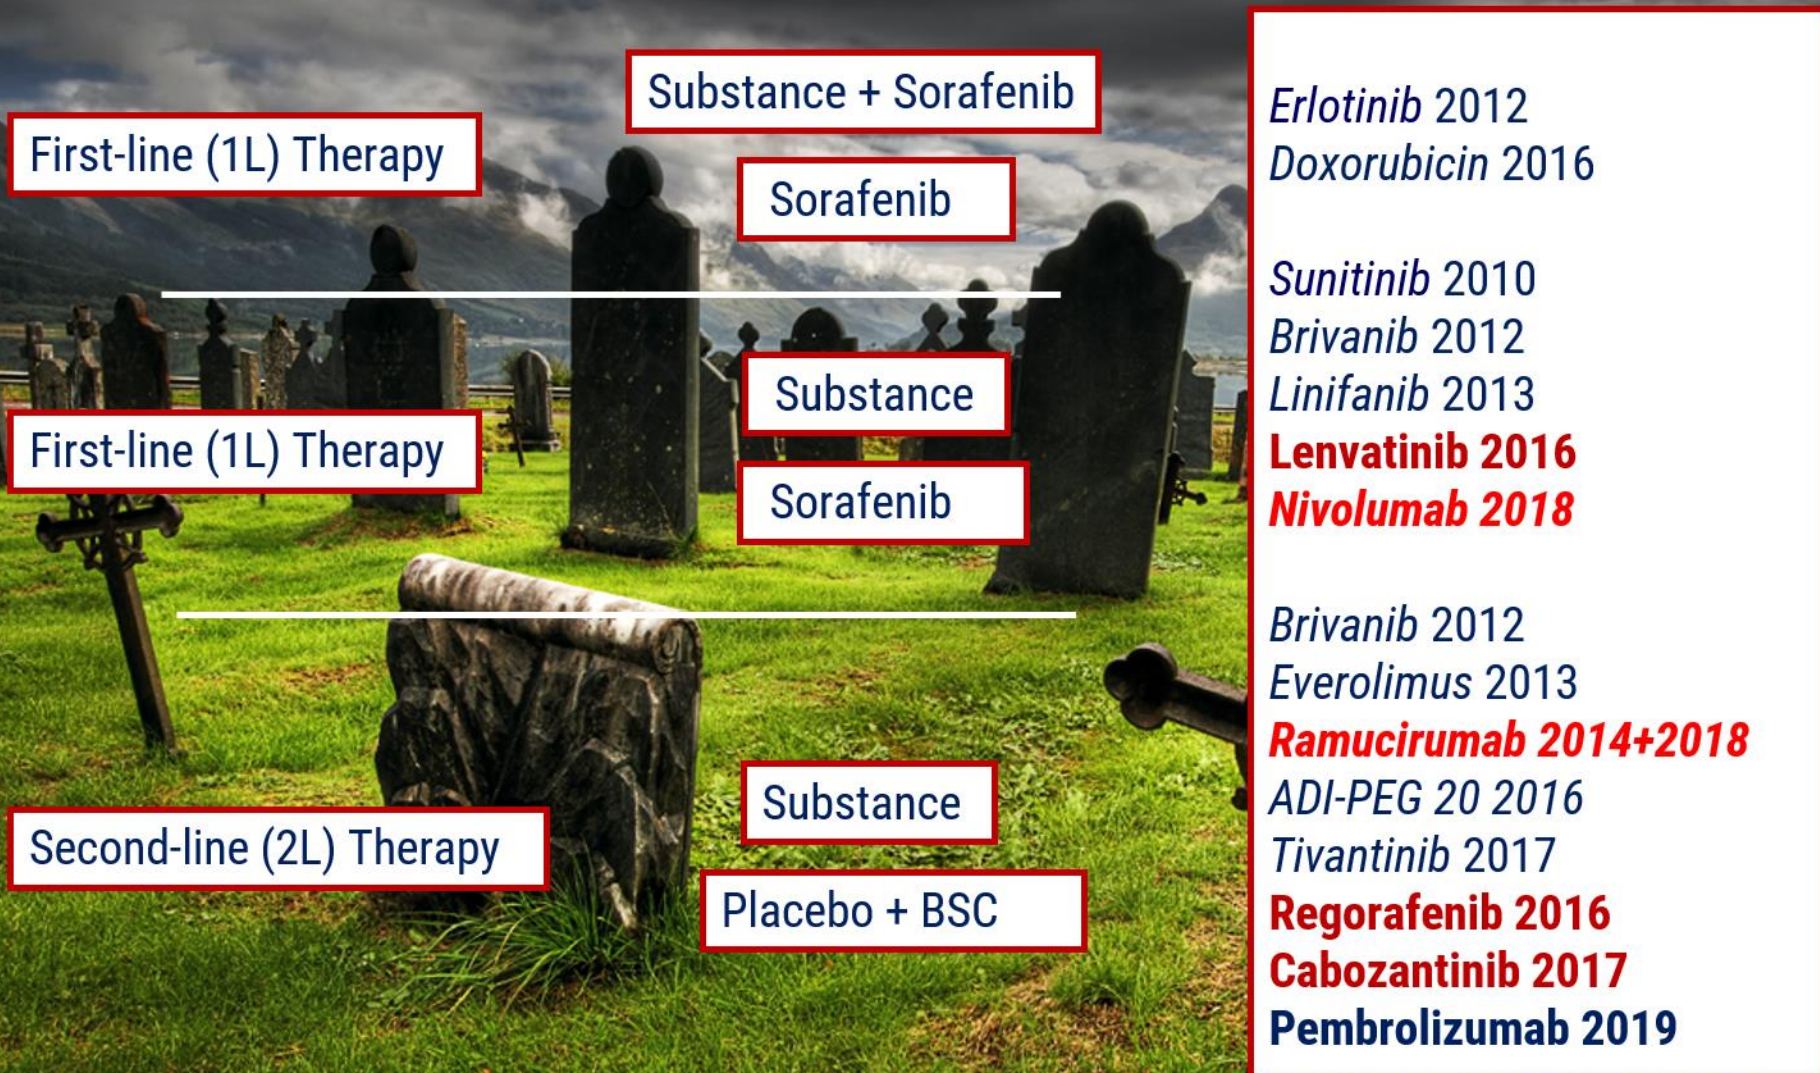 Substance + Sorafenib
First-line (1L) Therapy
Sorafenib
Substance
First-line (1L) Therapy
Sorafenib
Substance
Second-line (2L) Therapy
Placebo + BSC
Erlotinib 2012
Doxorubicin 2016
Sunitinib 2010
Brivanib 2012
Linifanib 2013
Lenvatinib 2016
Nivolumab 2018
Brivanib 2012
Everolimus 2013
Ramucirumab 2014+2018
ADI-PEG 20 2016
Tivantinib 2017
Regorafenib 2016
Cabozantinib 2017
Pembrolizumab 2019